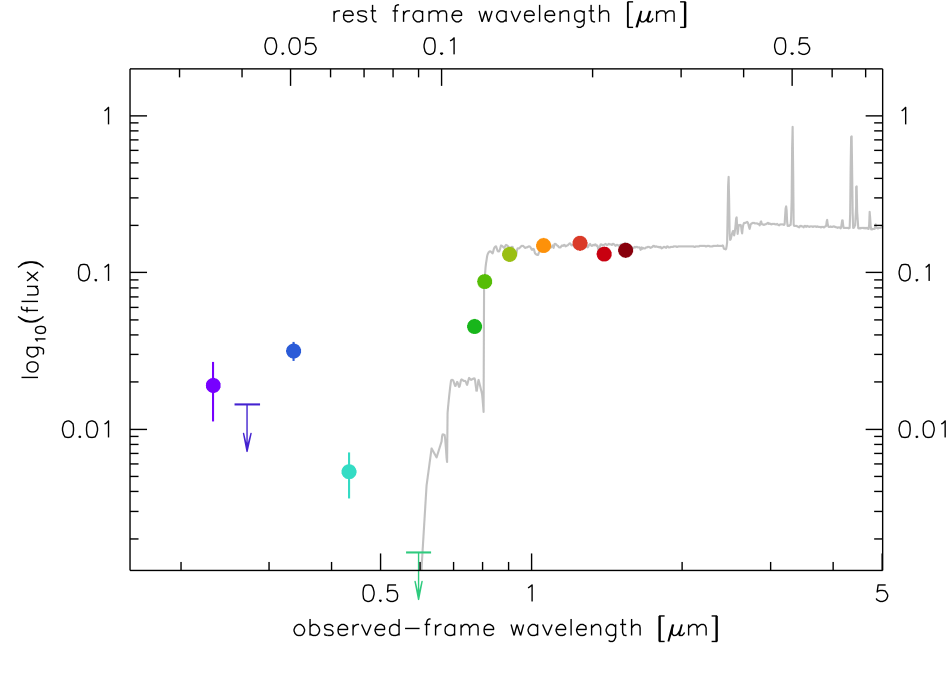 rest frame wavelength [μm]
0.05 0.1 0.5
1 1
0.1 0.1
log10(flux)
0.01 0.01
0.5 1 5
observed-frame wavelength [μm]